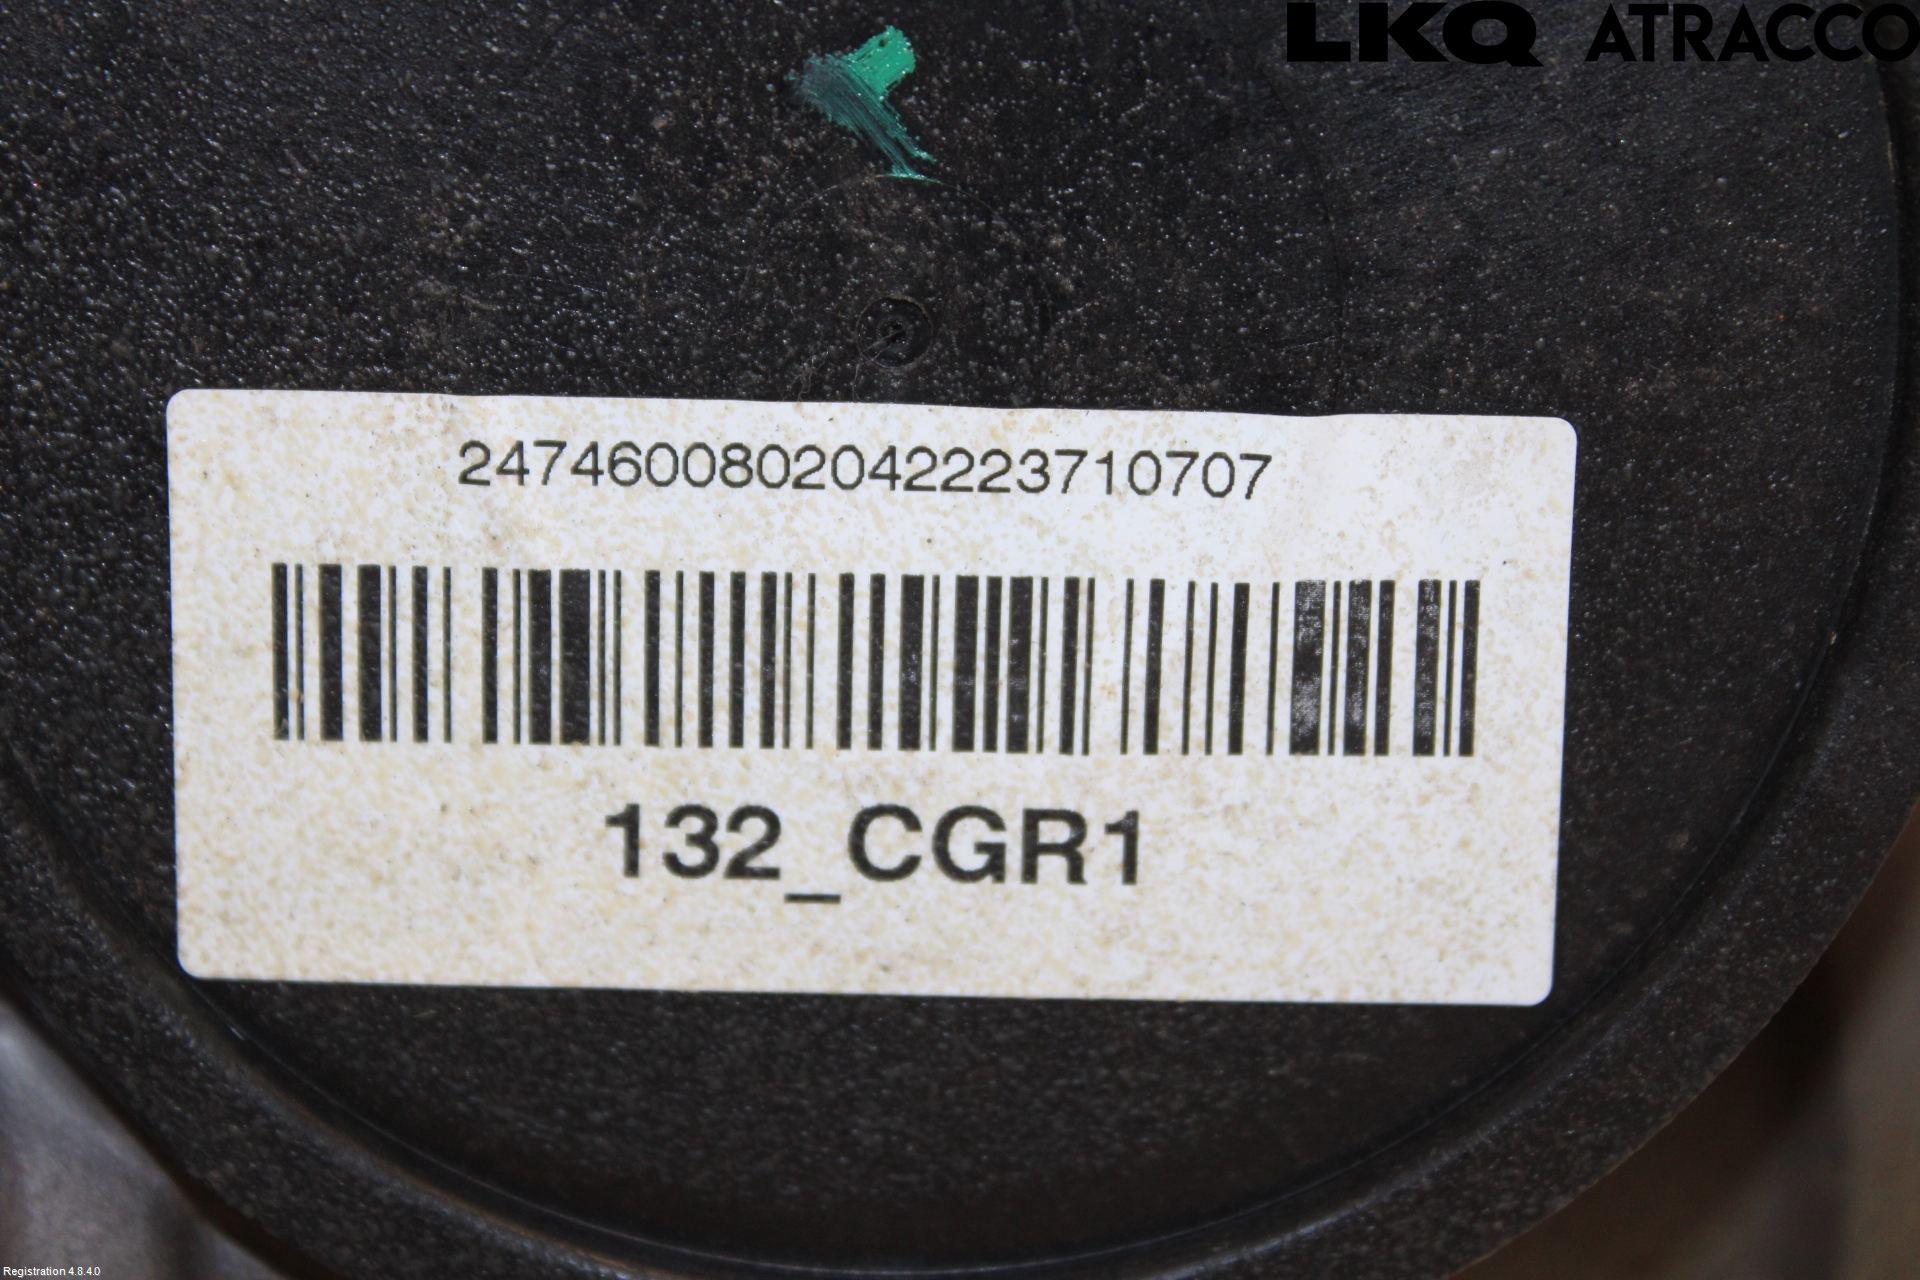 LKQ ATRACCO
2474600802042223710707
132_CGR1
Registration 4.8.4.0